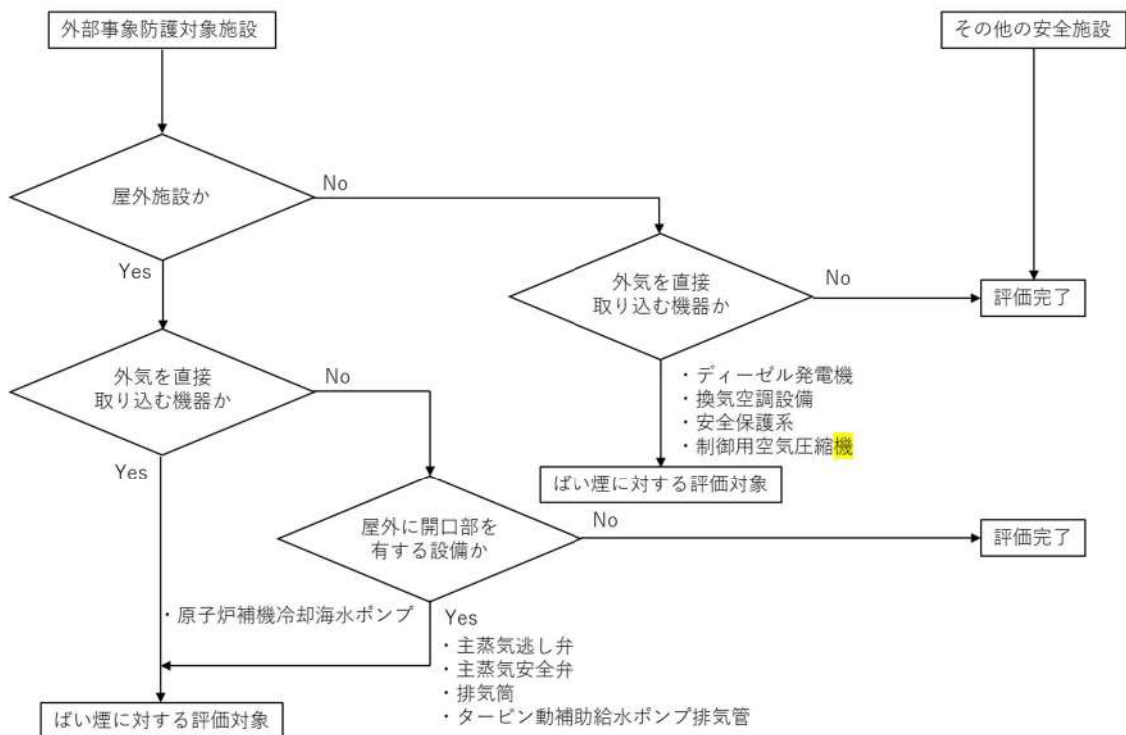 外部事象防護対象施設
その他の安全施設
屋外施設か
No
Yes
外気を直接
取り込む機器か
No
評価完了
外気を直接
取り込む機器か
No
・ディーゼル発電機
・換気空調設備
・安全保護系
・制御用空気圧縮機
Yes
ばい煙に対する評価対象
屋外に開口部を
有する設備か
No
評価完了
・原子炉補機冷却海水ポンプ
Yes
・主蒸気逃し弁
・主蒸気安全弁
・排気筒
・タービン動補助給水ポンプ排気管
ばい煙に対する評価対象